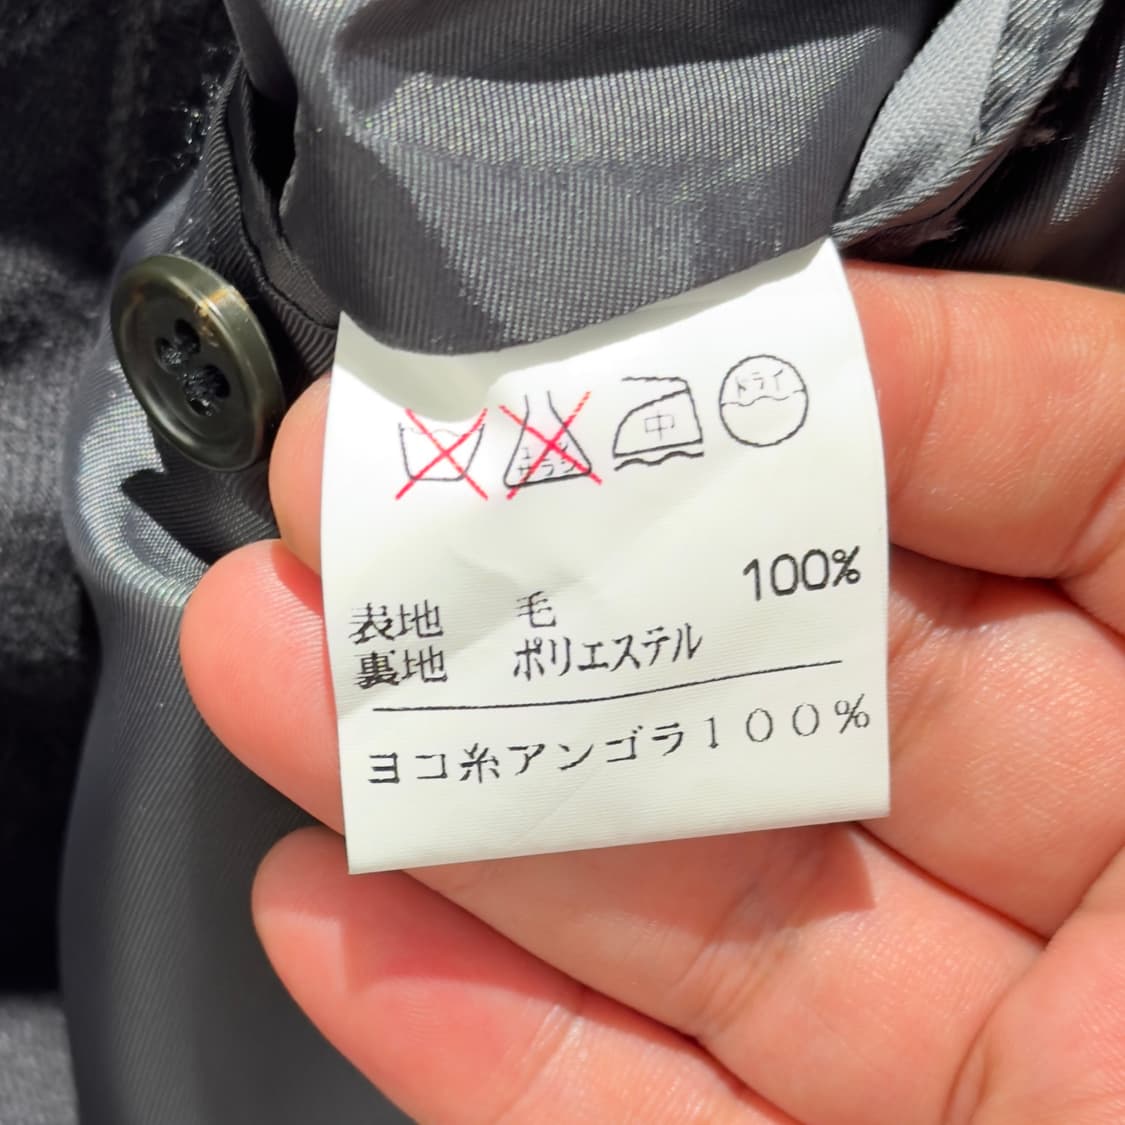 エンソ サラシ 中 ドライ
表地 毛 100%
裏地 ポリエステル
ヨコ糸アンゴラ100%